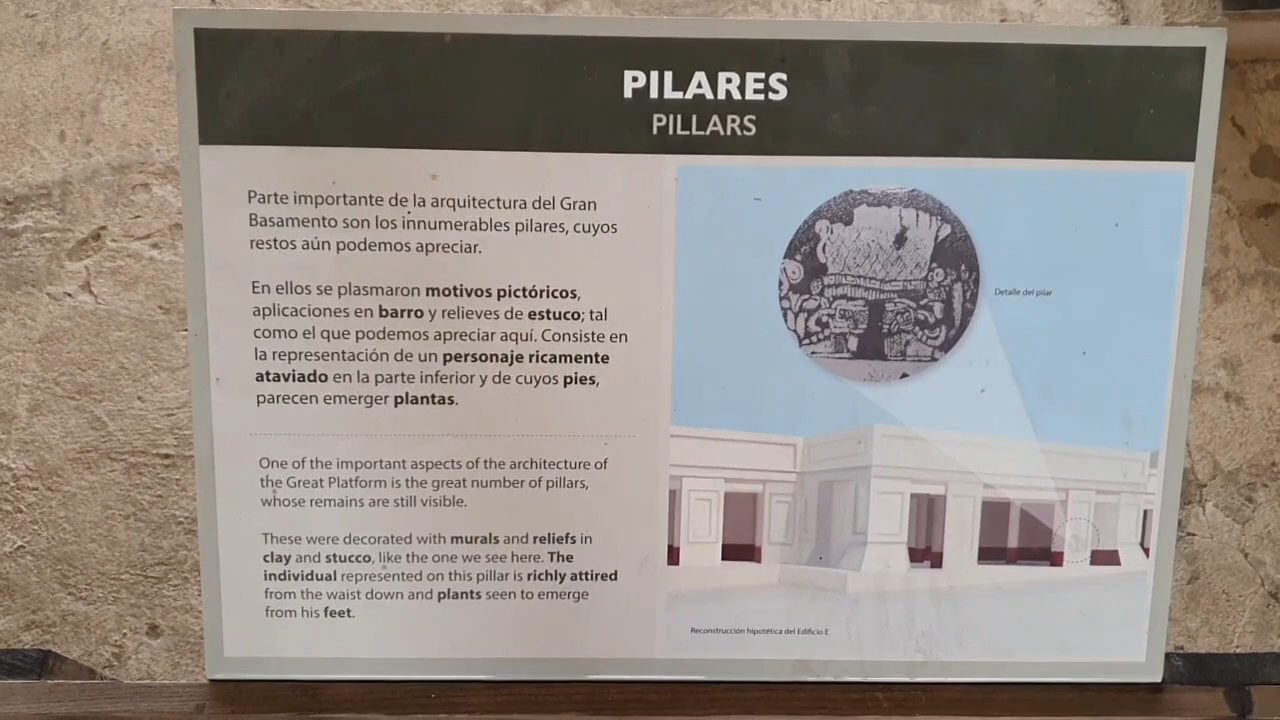 PILARES
PILLARS
Parte importante de la arquitectura del Gran
Basamento son los innumerables pilares, cuyos
restos aún podemos apreciar.
En ellos se plasmaron motivos pictóricos,
aplicaciones en barro y relieves de estuco; tal
como el que podemos apreciar aquí. Consiste en
la representación de un personaje ricamente
ataviado en la parte inferior y de cuyos pies,
parecen emerger plantas.
One of the important aspects of the architecture of
the Great Platform is the great number of pillars,
whose remains are still visible.
These were decorated with murals and reliefs in
clay and stucco, like the one we see here. The
individual represented on this pillar is richly attired
from the waist down and plants seen to emerge
from his feet.
Detalle del pilar
Reconstrucción hipotética del Edificio E